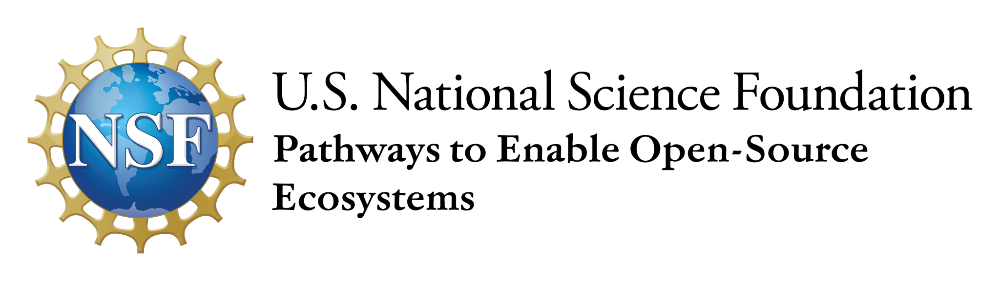 NSF
U.S. National Science Foundation
Pathways to Enable Open-Source
Ecosystems